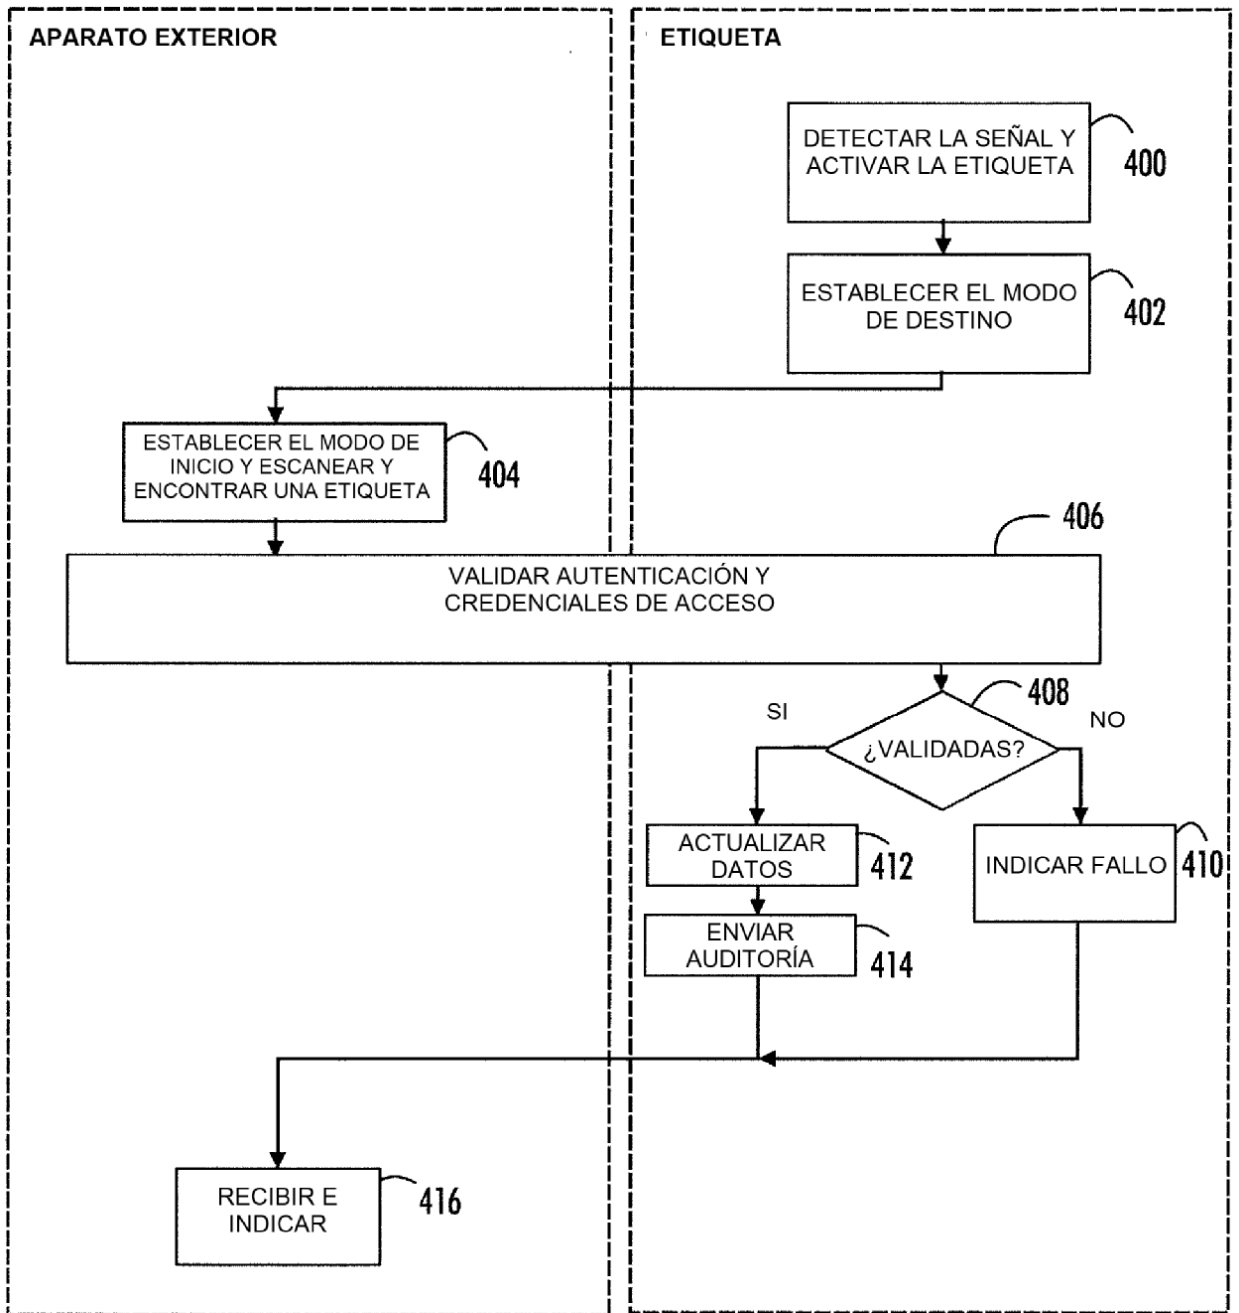 APARATO EXTERIOR
ETIQUETA
DETECTAR LA SEÑAL Y
ACTIVAR LA ETIQUETA
400
ESTABLECER EL MODO
DE DESTINO
402
ESTABLECER EL MODO DE
INICIO Y ESCANEAR Y
ENCONTRAR UNA ETIQUETA
404
406
VALIDAR AUTENTICACIÓN Y
CREDENCIALES DE ACCESO
408
SI
NO
¿VALIDADAS?
ACTUALIZAR
DATOS
412
INDICAR FALLO
410
ENVIAR
AUDITORÍA
414
RECIBIR E
INDICAR
416